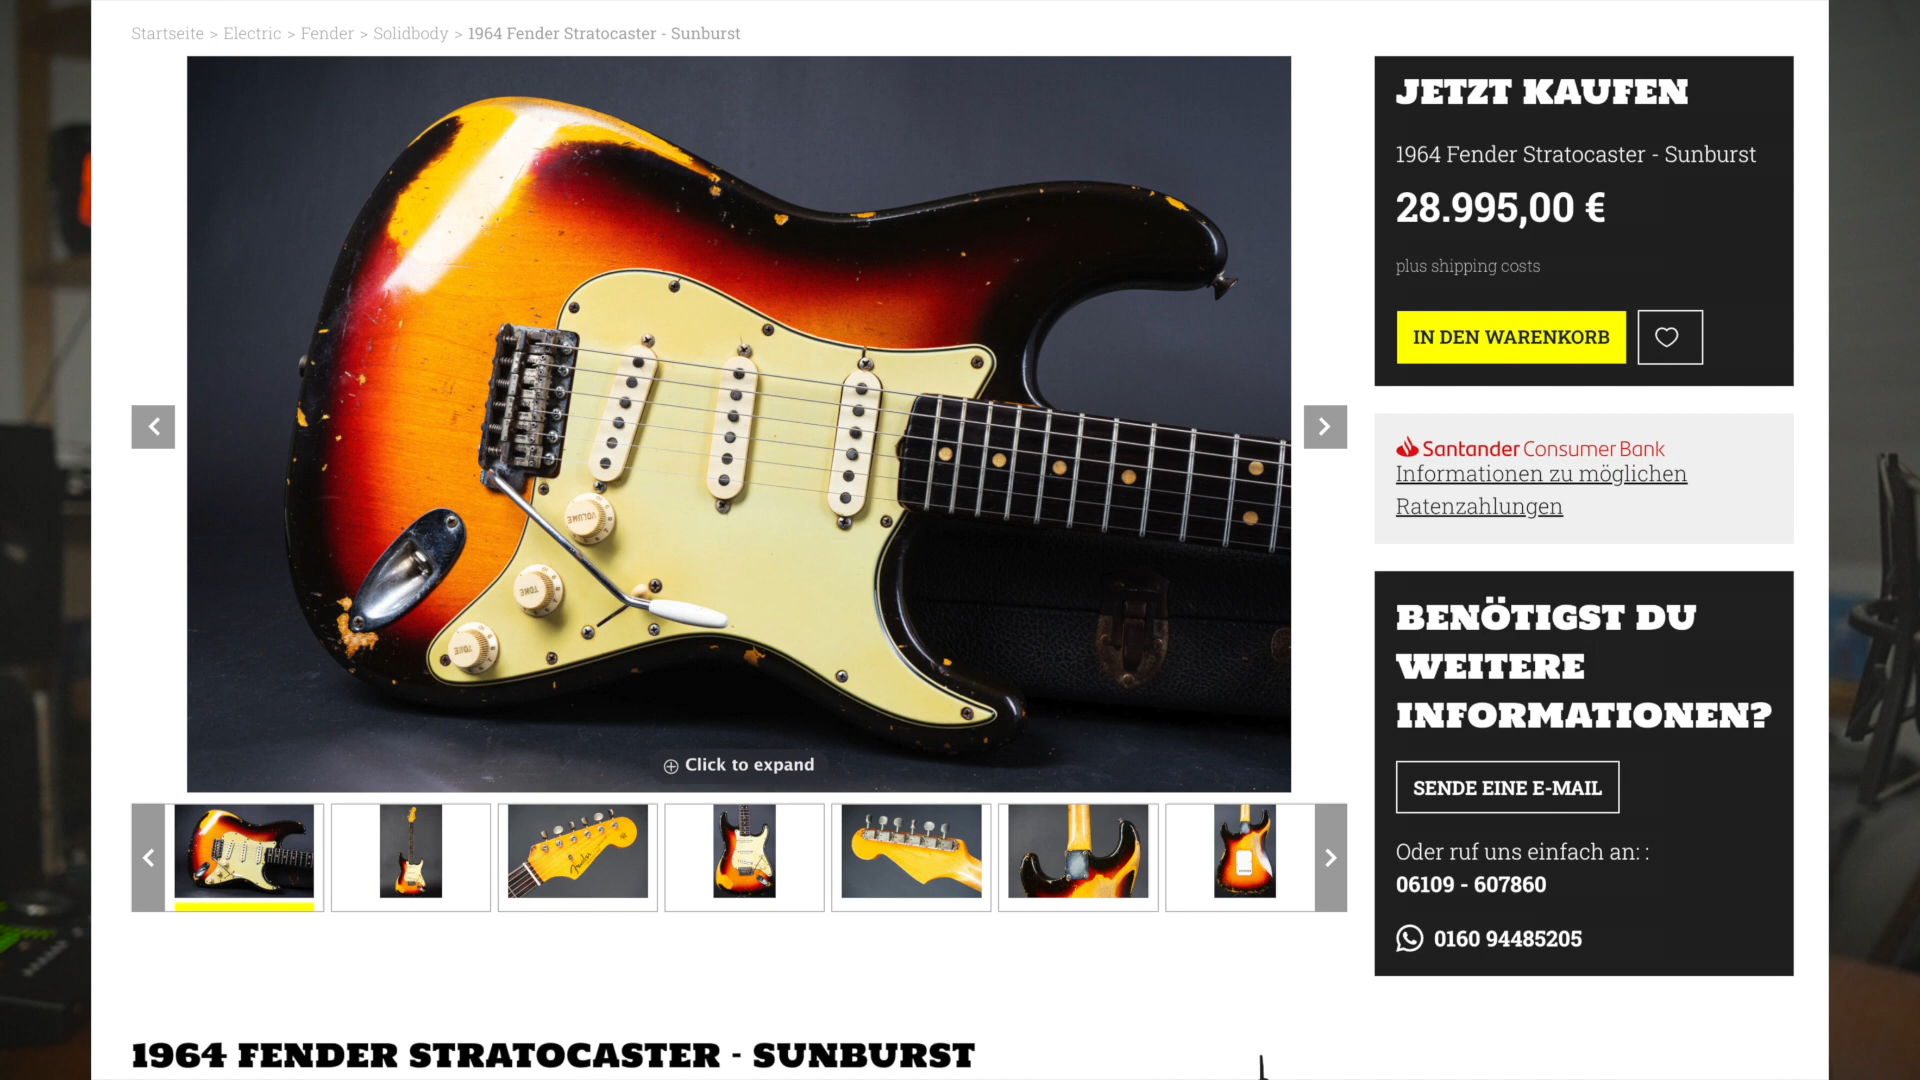 Startseite > Electric > Fender > Solidbody > 1964 Fender Stratocaster - Sunburst
JETZT KAUFEN
1964 Fender Stratocaster - Sunburst
28.995,00 €
plus shipping costs
IN DEN WARENKORB
Santander Consumer Bank
Informationen zu möglichen
Ratenzahlungen
BENÖTIGST DU
WEITERE
INFORMATIONEN?
SENDE EINE E-MAIL
Oder ruf uns einfach an: :
06109 - 607860
0160 94485205
VOLUME
TONE
TONE
Click to expand
Fender
1964 FENDER STRATOCASTER - SUNBURST